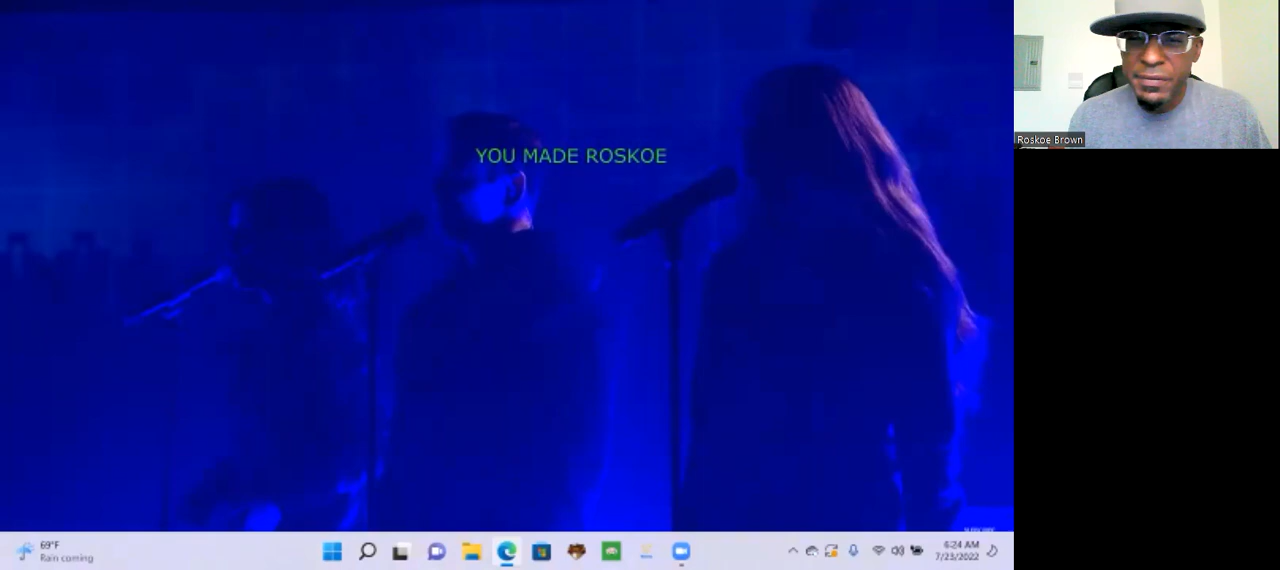 YOU MADE ROSKOE
Roskoe Brown
69°F
Rain coming
6:24 AM
7/23/2022